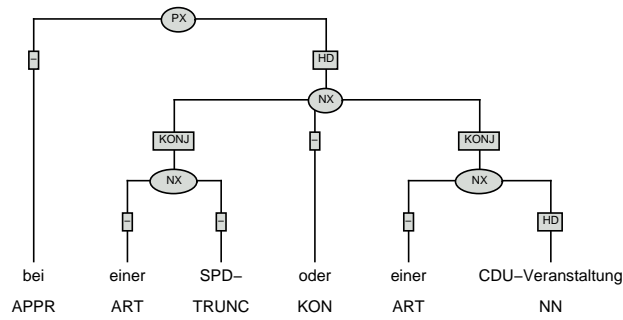 PX
– HD
NX
KONJ – KONJ
NX NX
– – – HD
bei einer SPD– oder einer CDU–Veranstaltung
APPR ART TRUNC KON ART NN